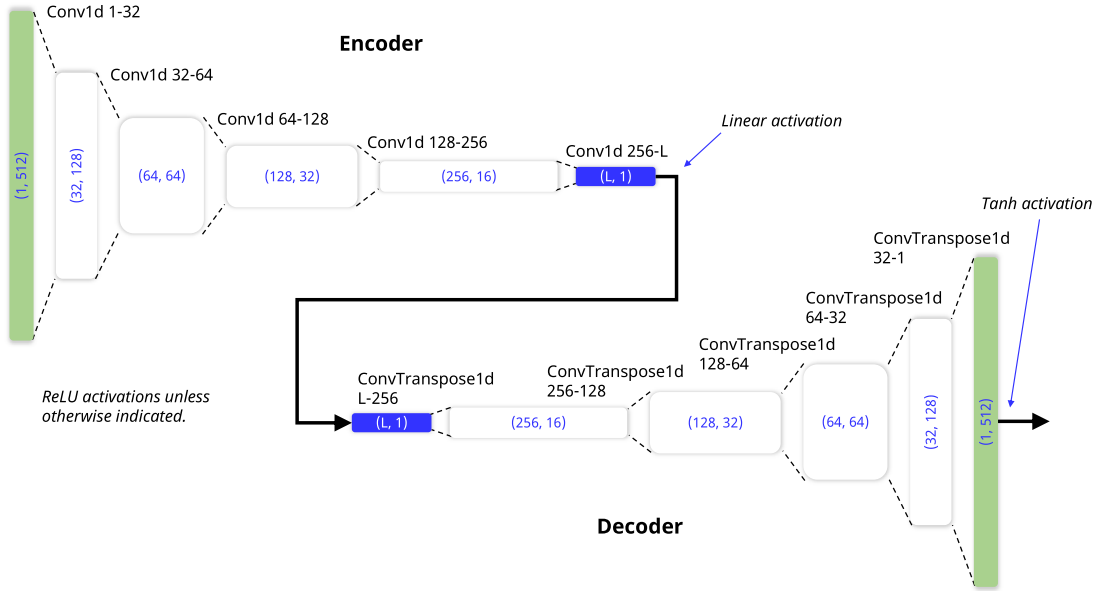 Conv1d 1-32
Encoder
Conv1d 32-64
Conv1d 64-128
Conv1d 128-256
Conv1d 256-L
Linear activation
(1, 512)
(32, 128)
(64, 64)
(128, 32)
(256, 16)
(L, 1)
Tanh activation
ConvTranspose1d
32-1
ConvTranspose1d
64-32
ConvTranspose1d
128-64
ConvTranspose1d
256-128
ConvTranspose1d
L-256
ReLU activations unless
otherwise indicated.
(L, 1)
(256, 16)
(128, 32)
(64, 64)
(32, 128)
(1, 512)
Decoder